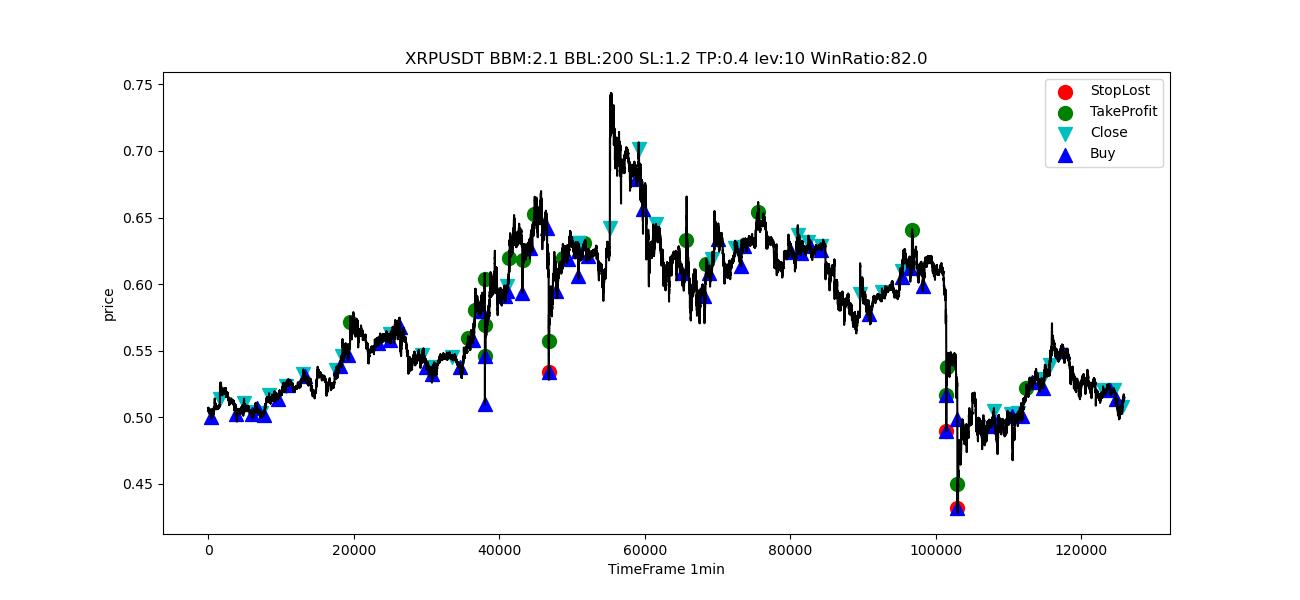 XRPUSDT BBM:2.1 BBL:200 SL:1.2 TP:0.4 lev:10 WinRatio:82.0
StopLost
TakeProfit
Close
Buy
price
0.75
0.70
0.65
0.60
0.55
0.50
0.45
0 20000 40000 60000 80000 100000 120000
TimeFrame 1min